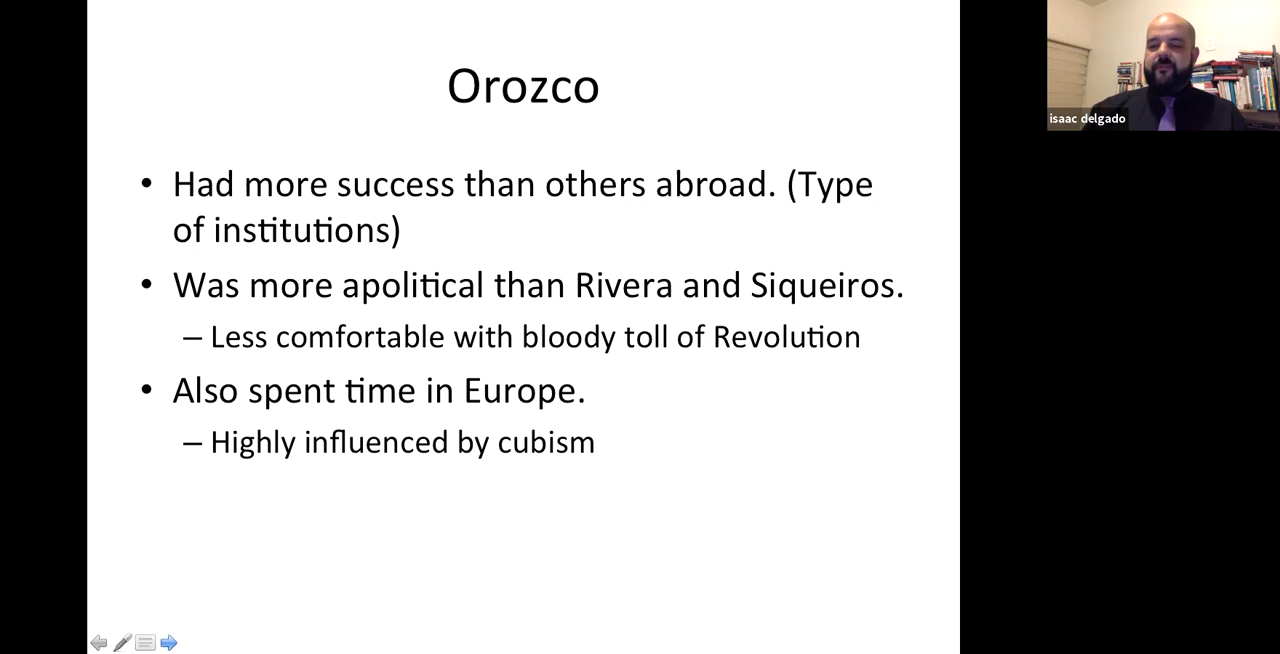 Orozco
• Had more success than others abroad. (Type
of institutions)
• Was more apolitical than Rivera and Siqueiros.
– Less comfortable with bloody toll of Revolution
• Also spent time in Europe.
– Highly influenced by cubism
isaac delgado